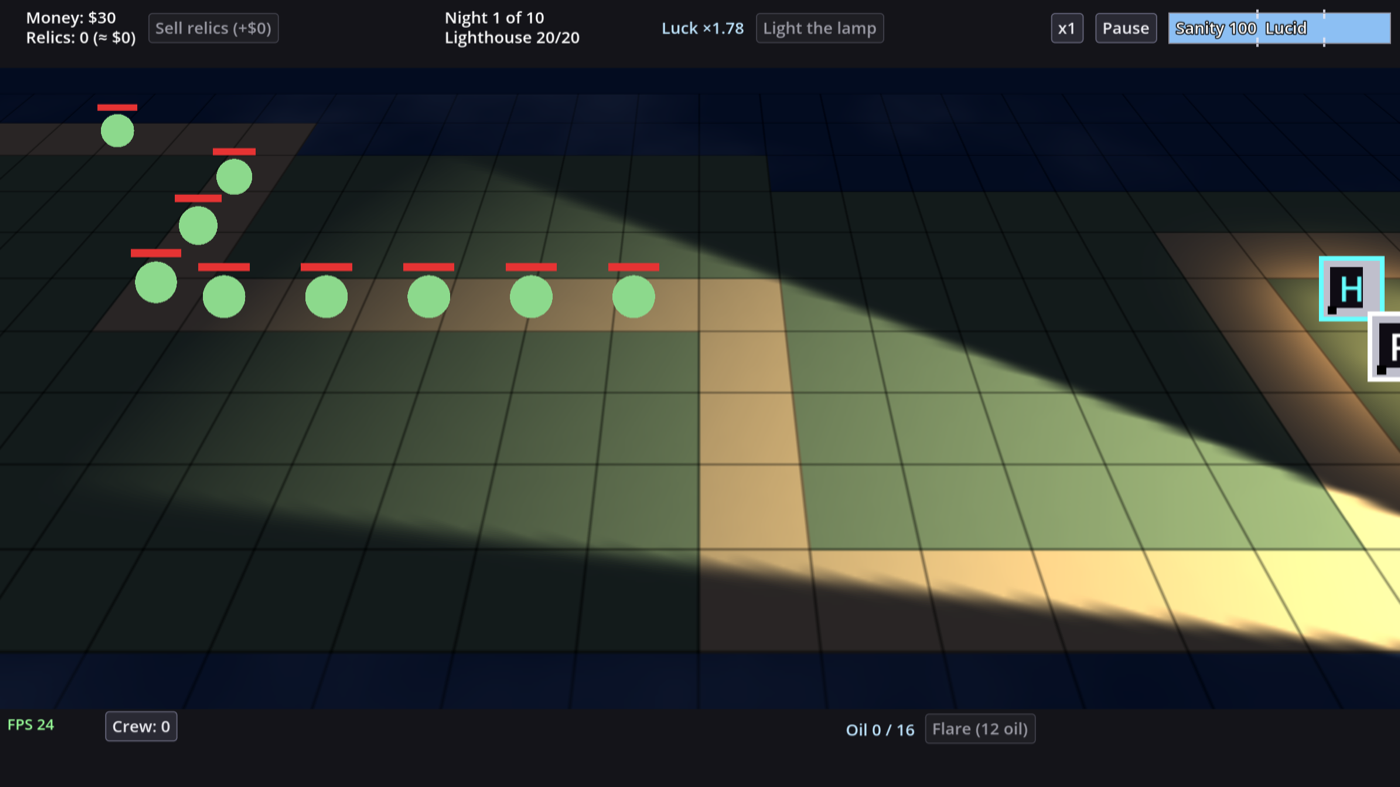 Money: $30
Relics: 0 (≈ $0)
Sell relics (+$0)
Night 1 of 10
Lighthouse 20/20
Luck ×1.78
Light the lamp
x1
Pause
Sanity 100 Lucid
H
FPS 24
Crew: 0
Oil 0 / 16
Flare (12 oil)